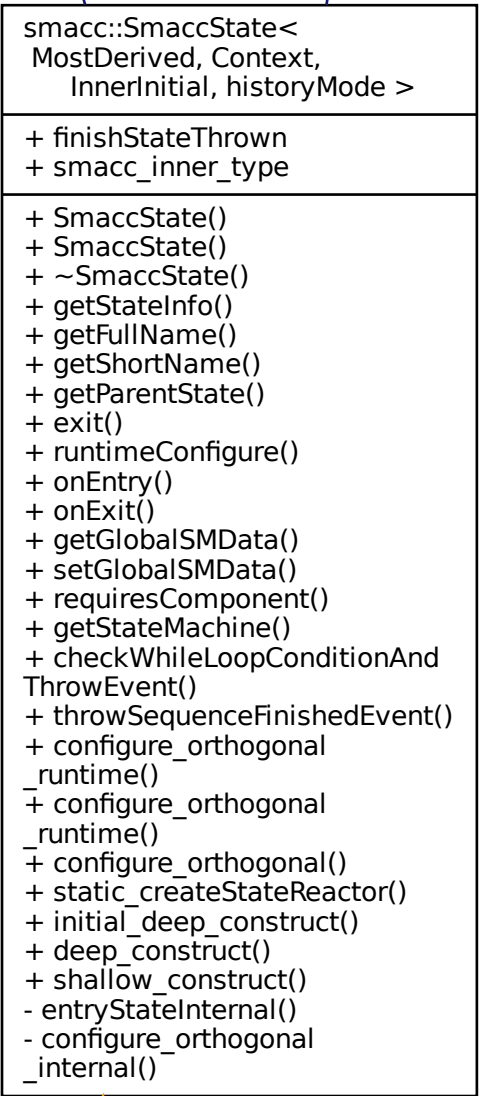 smacc::SmaccState<
MostDerived, Context,
InnerInitial, historyMode >
+ finishStateThrown
+ smacc_inner_type
+ SmaccState()
+ SmaccState()
+ ~SmaccState()
+ getStateInfo()
+ getFullName()
+ getShortName()
+ getParentState()
+ exit()
+ runtimeConfigure()
+ onEntry()
+ onExit()
+ getGlobalSMData()
+ setGlobalSMData()
+ requiresComponent()
+ getStateMachine()
+ checkWhileLoopConditionAnd
ThrowEvent()
+ throwSequenceFinishedEvent()
+ configure_orthogonal
_runtime()
+ configure_orthogonal
_runtime()
+ configure_orthogonal()
+ static_createStateReactor()
+ initial_deep_construct()
+ deep_construct()
+ shallow_construct()
- entryStateInternal()
- configure_orthogonal
_internal()